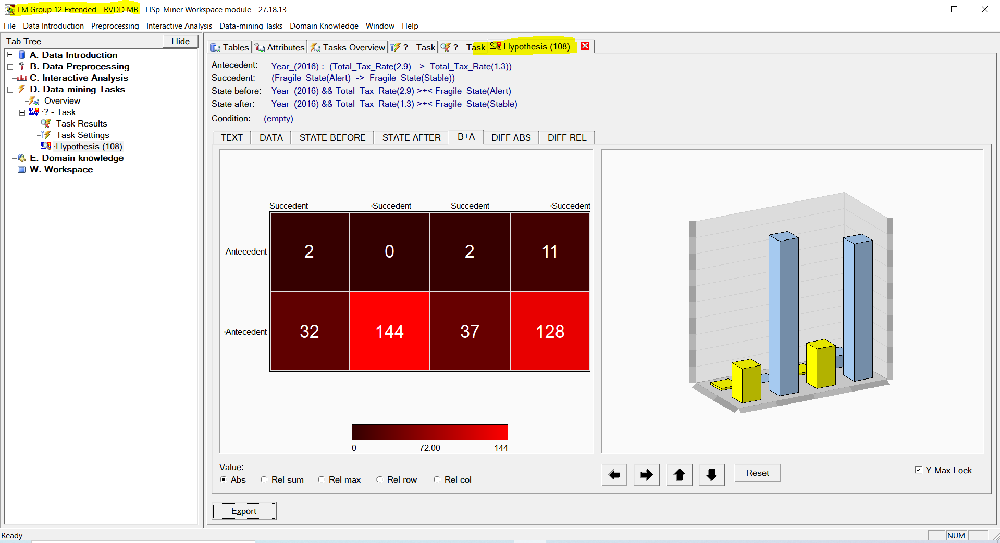 LM Group 12 Extended - RVDD MB - LISp-Miner Workspace module - 27.18.13
File Data Introduction Preprocessing Interactive Analysis Data-mining Tasks Domain Knowledge Window Help
Tab Tree Hide
A. Data Introduction
B. Data Preprocessing
C. Interactive Analysis
D. Data-mining Tasks
Overview
·? - Task
Task Results
Task Settings
·Hypothesis (108)
E. Domain knowledge
W. Workspace
Tables Attributes Tasks Overview ? - Task ? - Task Hypothesis (108)
Antecedent: Year_(2016) : (Total_Tax_Rate(2.9) -> Total_Tax_Rate(1.3))
Succedent: (Fragile_State(Alert) -> Fragile_State(Stable))
State before: Year_(2016) && Total_Tax_Rate(2.9) >÷< Fragile_State(Alert)
State after: Year_(2016) && Total_Tax_Rate(1.3) >÷< Fragile_State(Stable)
Condition: (empty)
TEXT DATA STATE BEFORE STATE AFTER B+A DIFF ABS DIFF REL
Succedent ¬Succedent Succedent ¬Succedent
Antecedent 2 0 2 11
¬Antecedent 32 144 37 128
0 72.00 144
Value:
Abs Rel sum Rel max Rel row Rel col
Reset
Y-Max Lock
Export
Ready
NUM